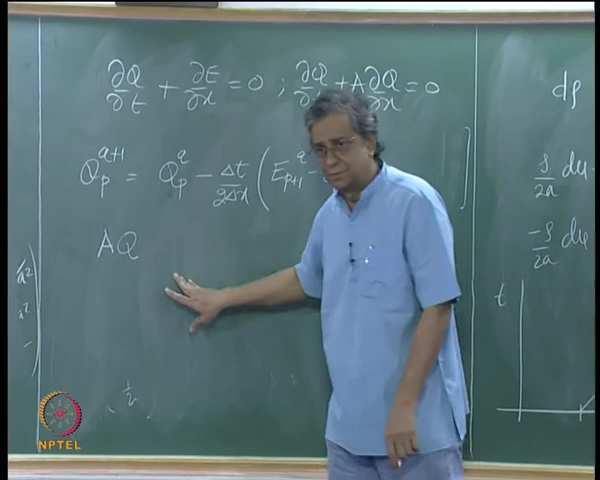 ∂Q/∂t + ∂E/∂x = 0 ; ∂Q/∂t + A ∂Q/∂x = 0
Q_p^{q+1} = Q_p^q − Δt/2Δx ( E_{p+1}^q −
AQ
dρ
ρ/2a du
−ρ/2a du
t
NPTEL